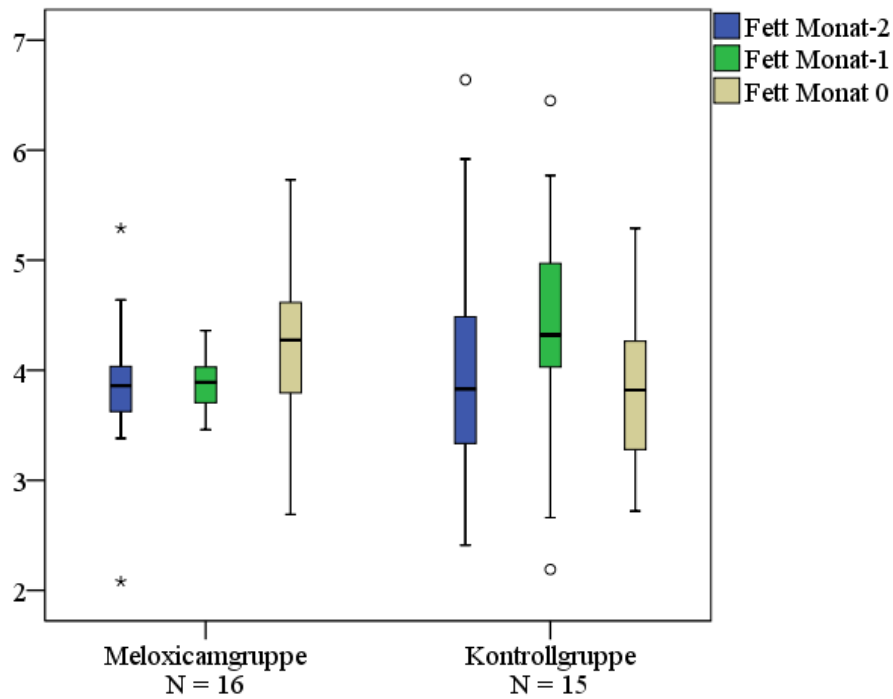 7
6
5
4
3
2
Fett Monat-2
Fett Monat-1
Fett Monat 0
Meloxicamgruppe
N = 16
Kontrollgruppe
N = 15